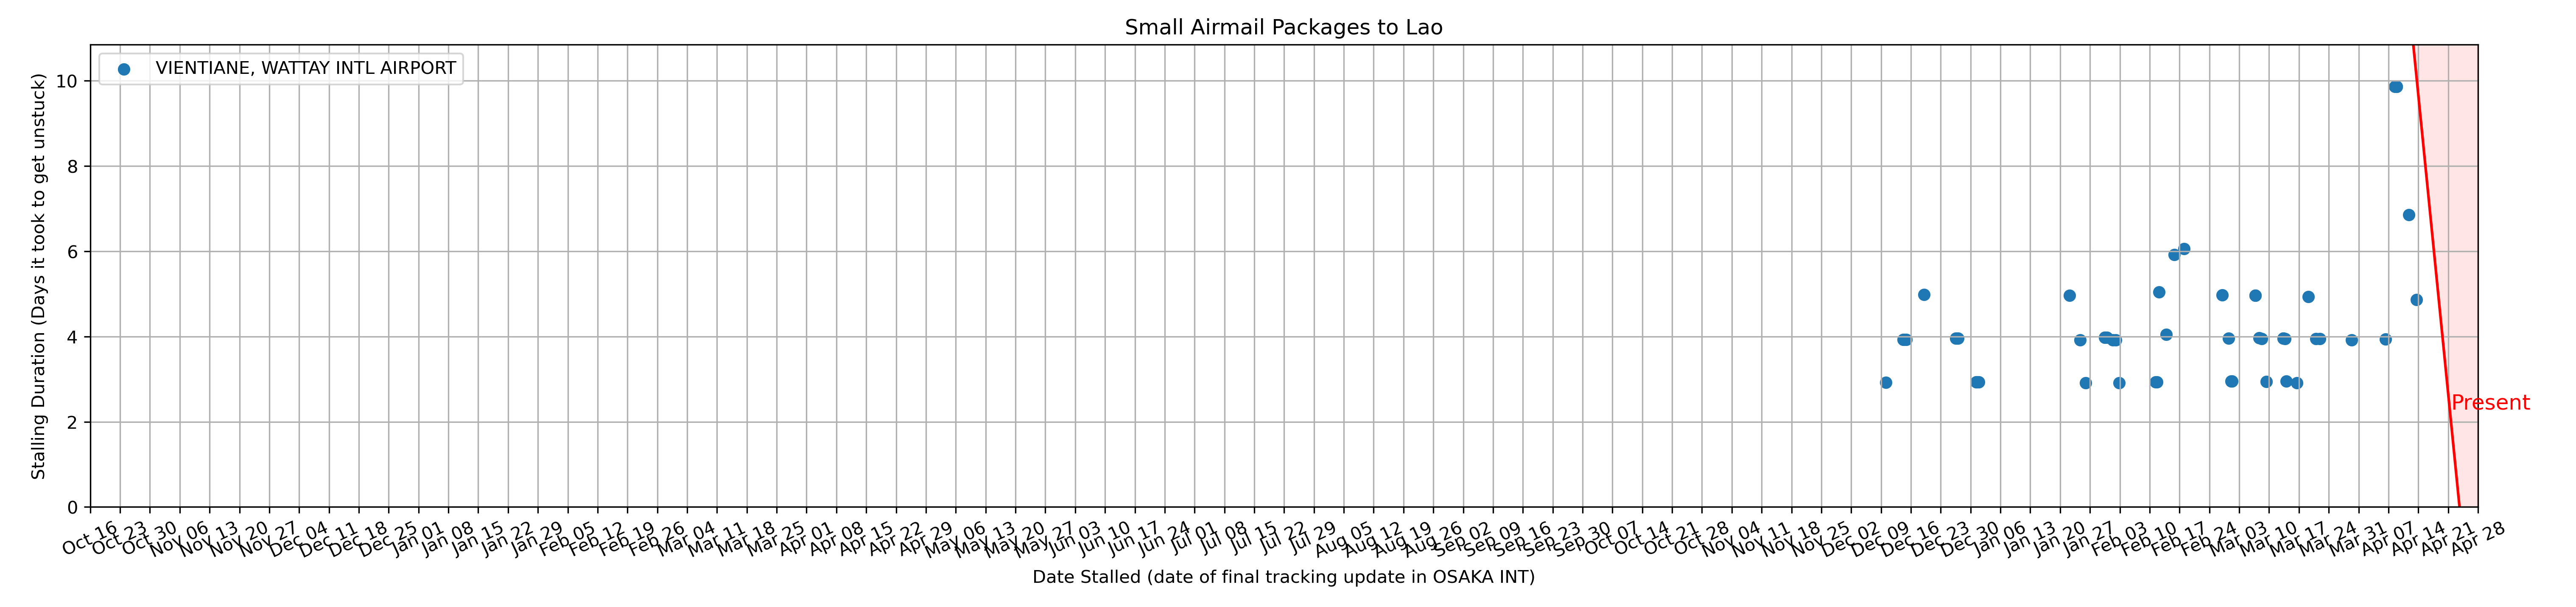 Small Airmail Packages to Lao
VIENTIANE, WATTAY INTL AIRPORT
Stalling Duration (Days it took to get unstuck)
10
8
6
4
2
0
Present
Oct 16 Oct 23 Oct 30 Nov 06 Nov 13 Nov 20 Nov 27 Dec 04 Dec 11 Dec 18 Dec 25 Jan 01 Jan 08 Jan 15 Jan 22 Jan 29 Feb 05 Feb 12 Feb 19 Feb 26 Mar 04 Mar 11 Mar 18 Mar 25 Apr 01 Apr 08 Apr 15 Apr 22 Apr 29 May 06 May 13 May 20 May 27 Jun 03 Jun 10 Jun 17 Jun 24 Jul 01 Jul 08 Jul 15 Jul 22 Jul 29 Aug 05 Aug 12 Aug 19 Aug 26 Sep 02 Sep 09 Sep 16 Sep 23 Sep 30 Oct 07 Oct 14 Oct 21 Oct 28 Nov 04 Nov 11 Nov 18 Nov 25 Dec 02 Dec 09 Dec 16 Dec 23 Dec 30 Jan 06 Jan 13 Jan 20 Jan 27 Feb 03 Feb 10 Feb 17 Feb 24 Mar 03 Mar 10 Mar 17 Mar 24 Mar 31 Apr 07 Apr 14 Apr 21 Apr 28
Date Stalled (date of final tracking update in OSAKA INT)